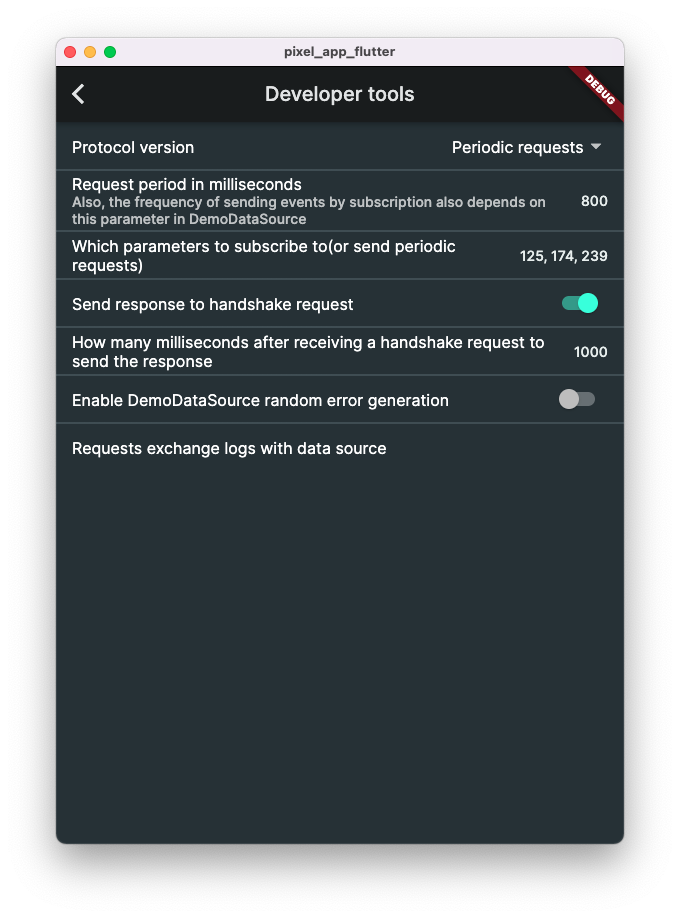 pixel_app_flutter
Developer tools
DEBUG
Protocol version
Periodic requests
Request period in milliseconds
Also, the frequency of sending events by subscription also depends on
this parameter in DemoDataSource
800
Which parameters to subscribe to(or send periodic
requests)
125, 174, 239
Send response to handshake request
How many milliseconds after receiving a handshake request to
send the response
1000
Enable DemoDataSource random error generation
Requests exchange logs with data source